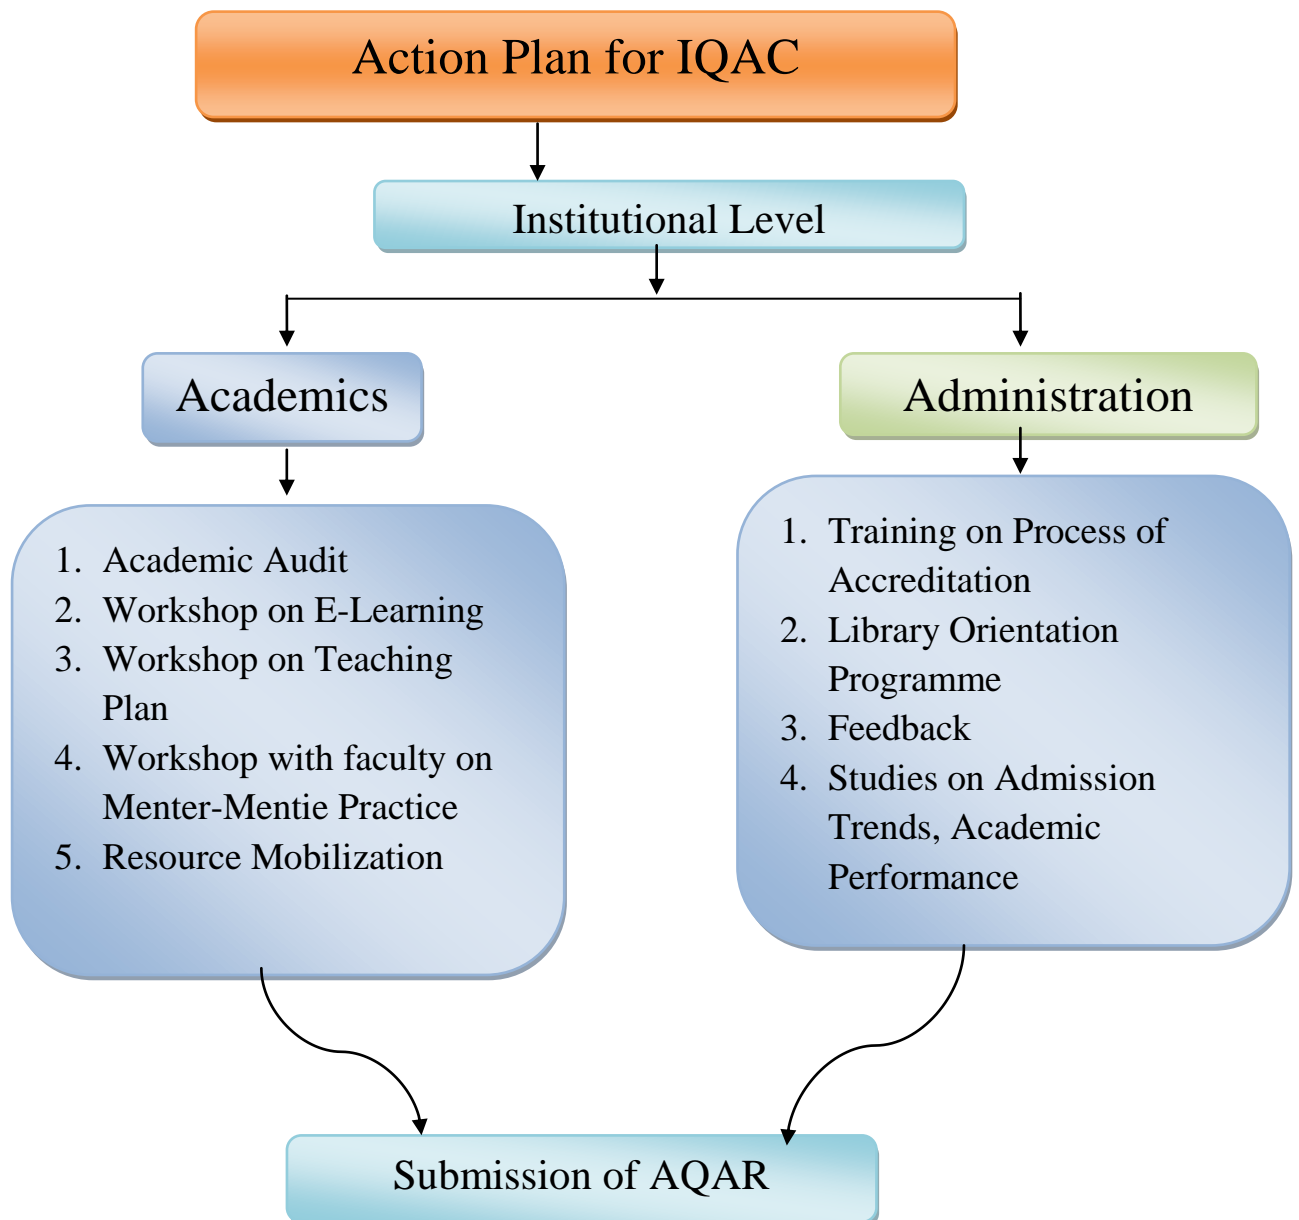 Action Plan for IQAC
Institutional Level
Academics
Administration
1. Academic Audit
2. Workshop on E-Learning
3. Workshop on Teaching
Plan
4. Workshop with faculty on
Menter-Mentie Practice
5. Resource Mobilization
1. Training on Process of
Accreditation
2. Library Orientation
Programme
3. Feedback
4. Studies on Admission
Trends, Academic
Performance
Submission of AQAR